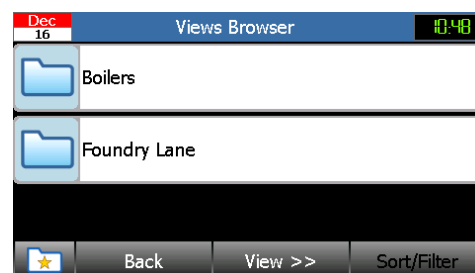 Dec
16
Views Browser
10:48
Boilers
Foundry Lane
Back
View >>
Sort/Filter